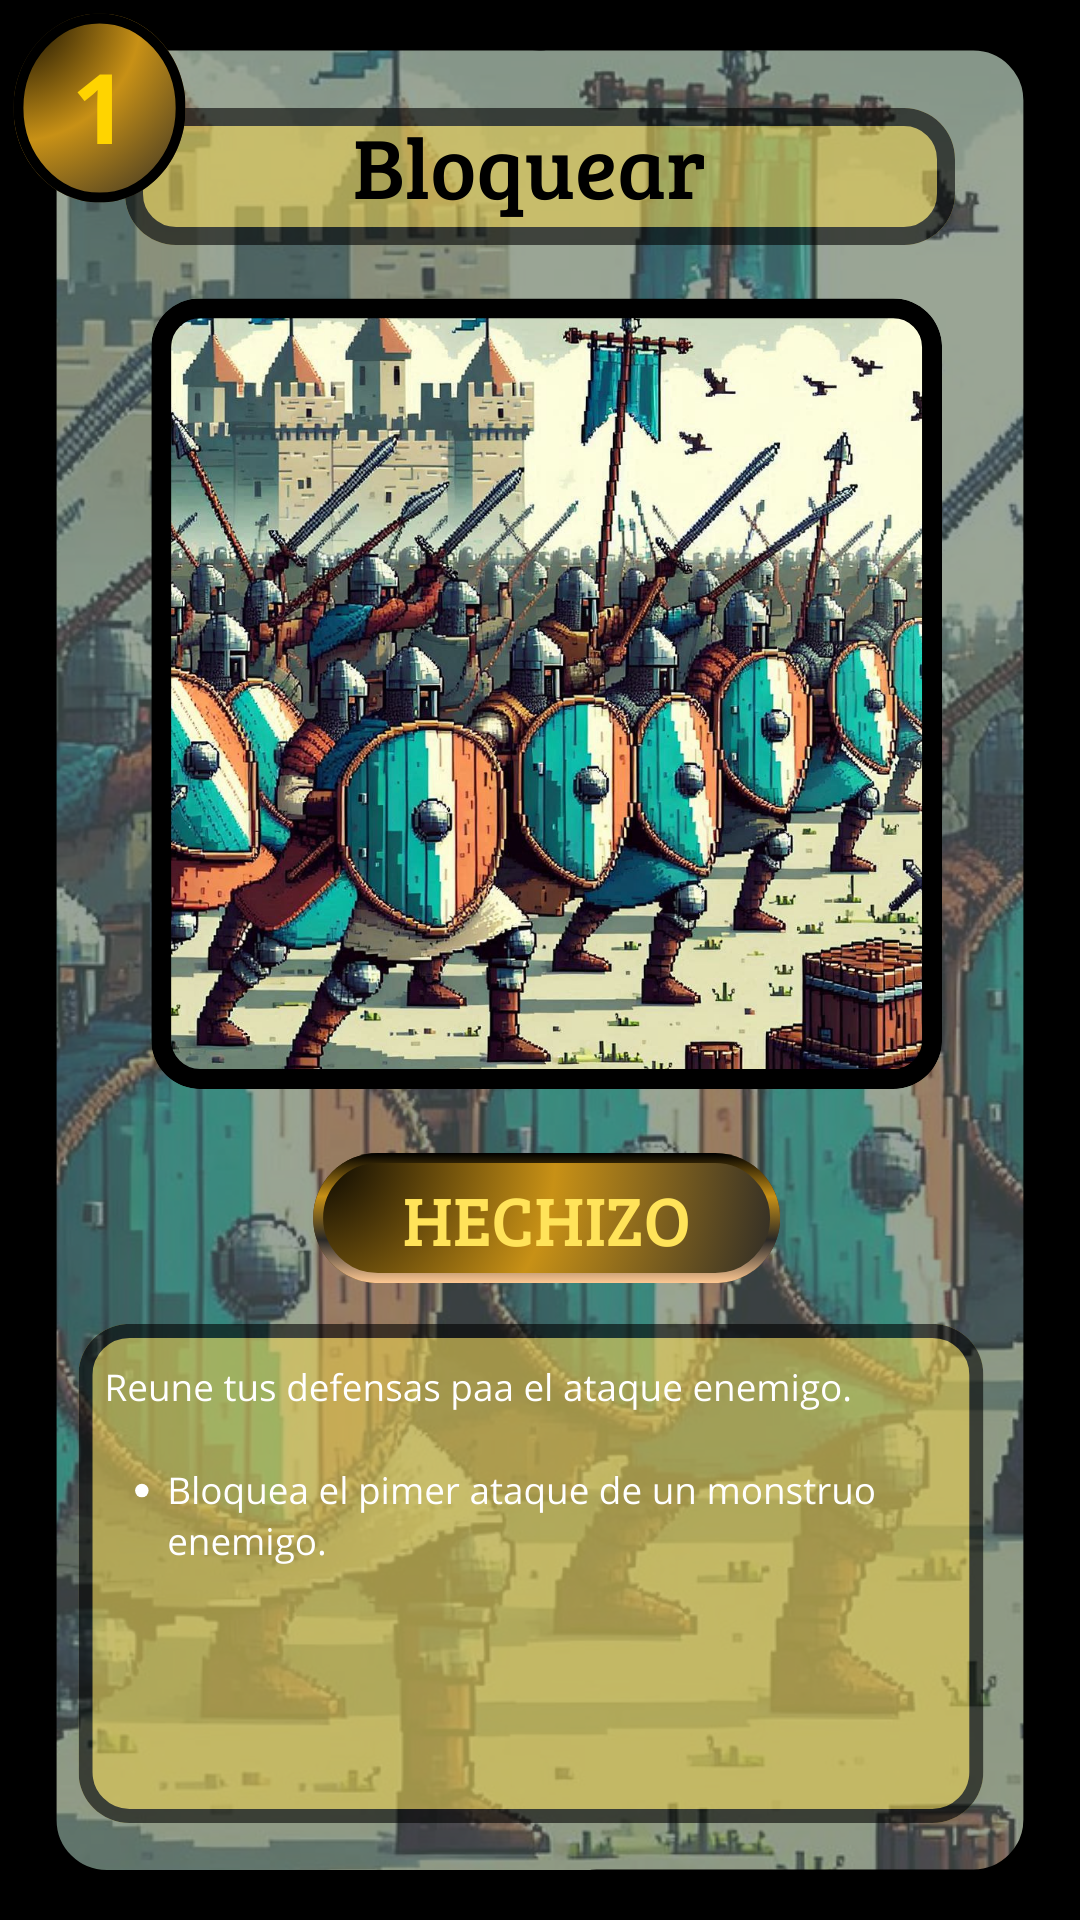 1
Bloquear
HECHIZO
Reune tus defensas paa el ataque enemigo.
• Bloquea el pimer ataque de un monstruo
enemigo.